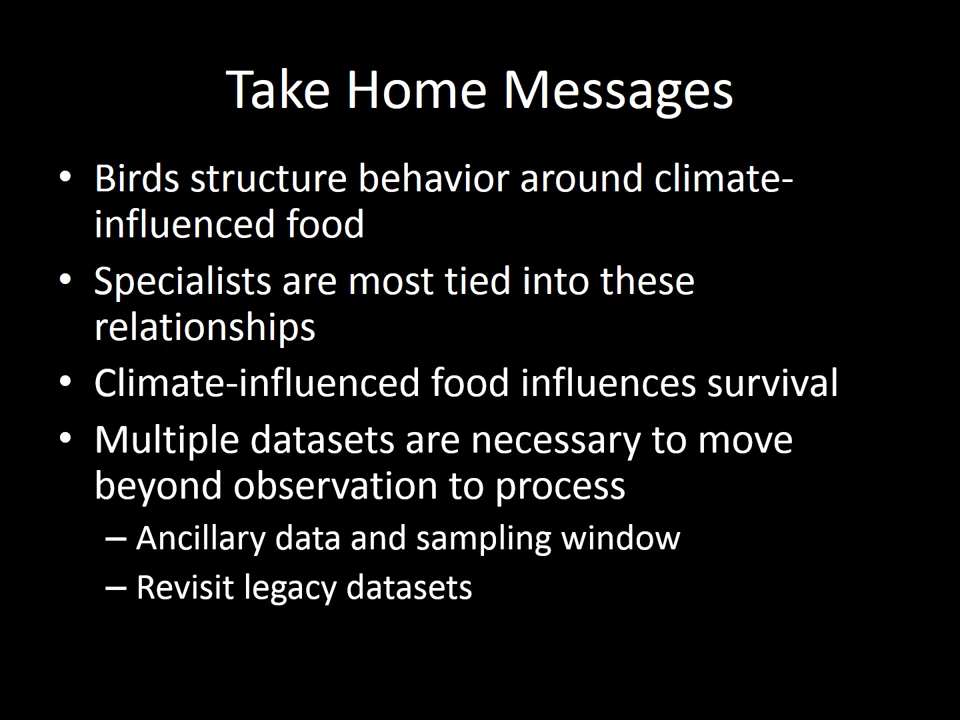 Take Home Messages
• Birds structure behavior around climate-
influenced food
• Specialists are most tied into these
relationships
• Climate-influenced food influences survival
• Multiple datasets are necessary to move
beyond observation to process
– Ancillary data and sampling window
– Revisit legacy datasets